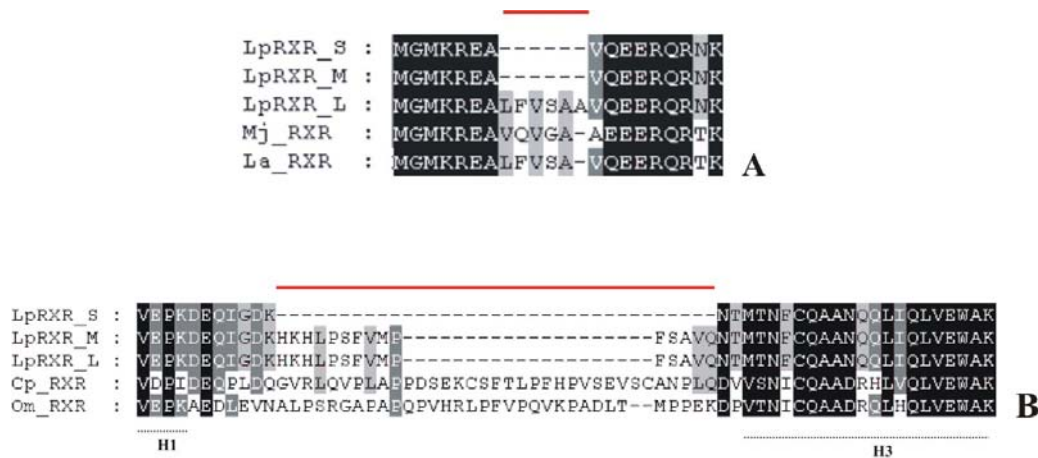 LpRXR_S : MGMKREA------VQEERQRNK
LpRXR_M : MGMKREA------VQEERQRNK
LpRXR_L : MGMKREALFVSAAVQEERQRNK
Mj_RXR : MGMKREAVQVGA-AEEERQRTK
La_RXR : MGMKREALFVSA-VQEERQRTK
A
LpRXR_S : VEPKDEQIGDK-----------------------------------NTMTNFCQAANQQLIQLVEWAK
LpRXR_M : VEPKDEQIGDKHKHLPSFVMP--------------------FSAVQNTMTNFCQAANQQLIQLVEWAK
LpRXR_L : VEPKDEQIGDKHKHLPSFVMP--------------------FSAVQNTMTNFCQAANQQLIQLVEWAK
Cp_RXR : VDPIDEQPLDQGVRLQVPLAPPDSEKCSFTLPFHPVSEVSCANPLQDVVSNICQAADRHLVQLVEWAK
Om_RXR : VEPKAEDLEVNALPSRGAPAPQPVHRLPFVPQVKPADLT--MPPEKDPVTNICQAADRQLHQLVEWAK
B
H1 H3